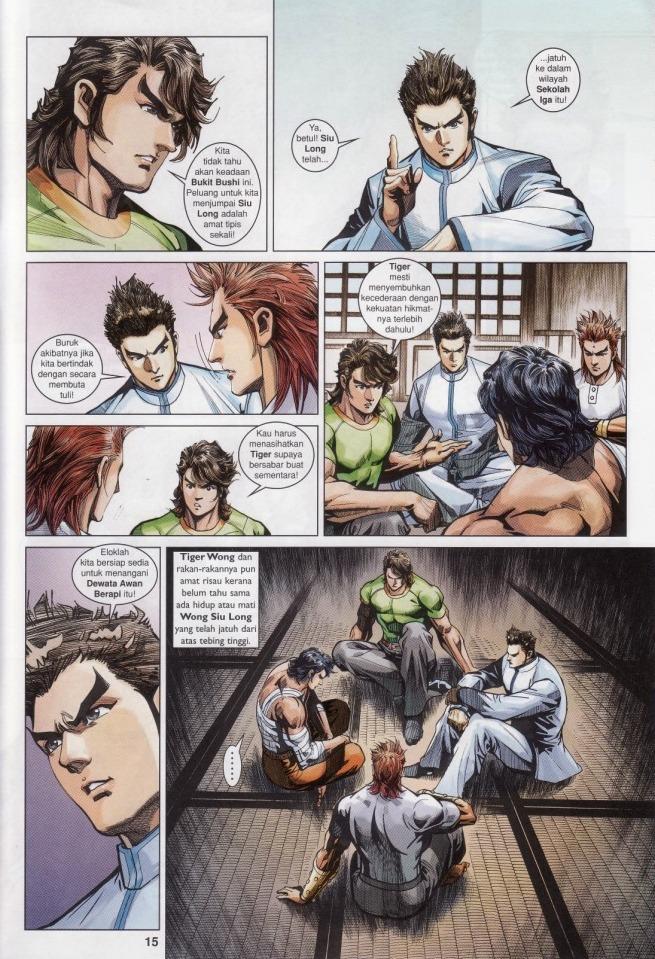 Kita
tidak tahu
akan keadaan
Bukit Bushi ini.
Peluang untuk kita
menjumpai Siu
Long adalah
amat tipis
sekali!
Ya,
betul! Siu
Long
telah...
...jatuh
ke dalam
wilayah
Sekolah
Iga itu!
Buruk
akibatnya jika
kita bertindak
dengan secara
membuta
tuli!
Tiger
mesti
menyembuhkan
kecederaan dengan
kekuatan hikmat-
nya terlebih
dahulu!
Kau harus
menasihatkan
Tiger supaya
bersabar buat
sementara!
Eloklah
kita bersiap sedia
untuk menangani
Dewata Awan
Berapi itu!
Tiger Wong dan
rakan-rakannya pun
amat risau kerana
belum tahu sama
ada hidup atau mati
Wong Siu Long
yang telah jatuh dari
atas tebing tinggi.
......
15